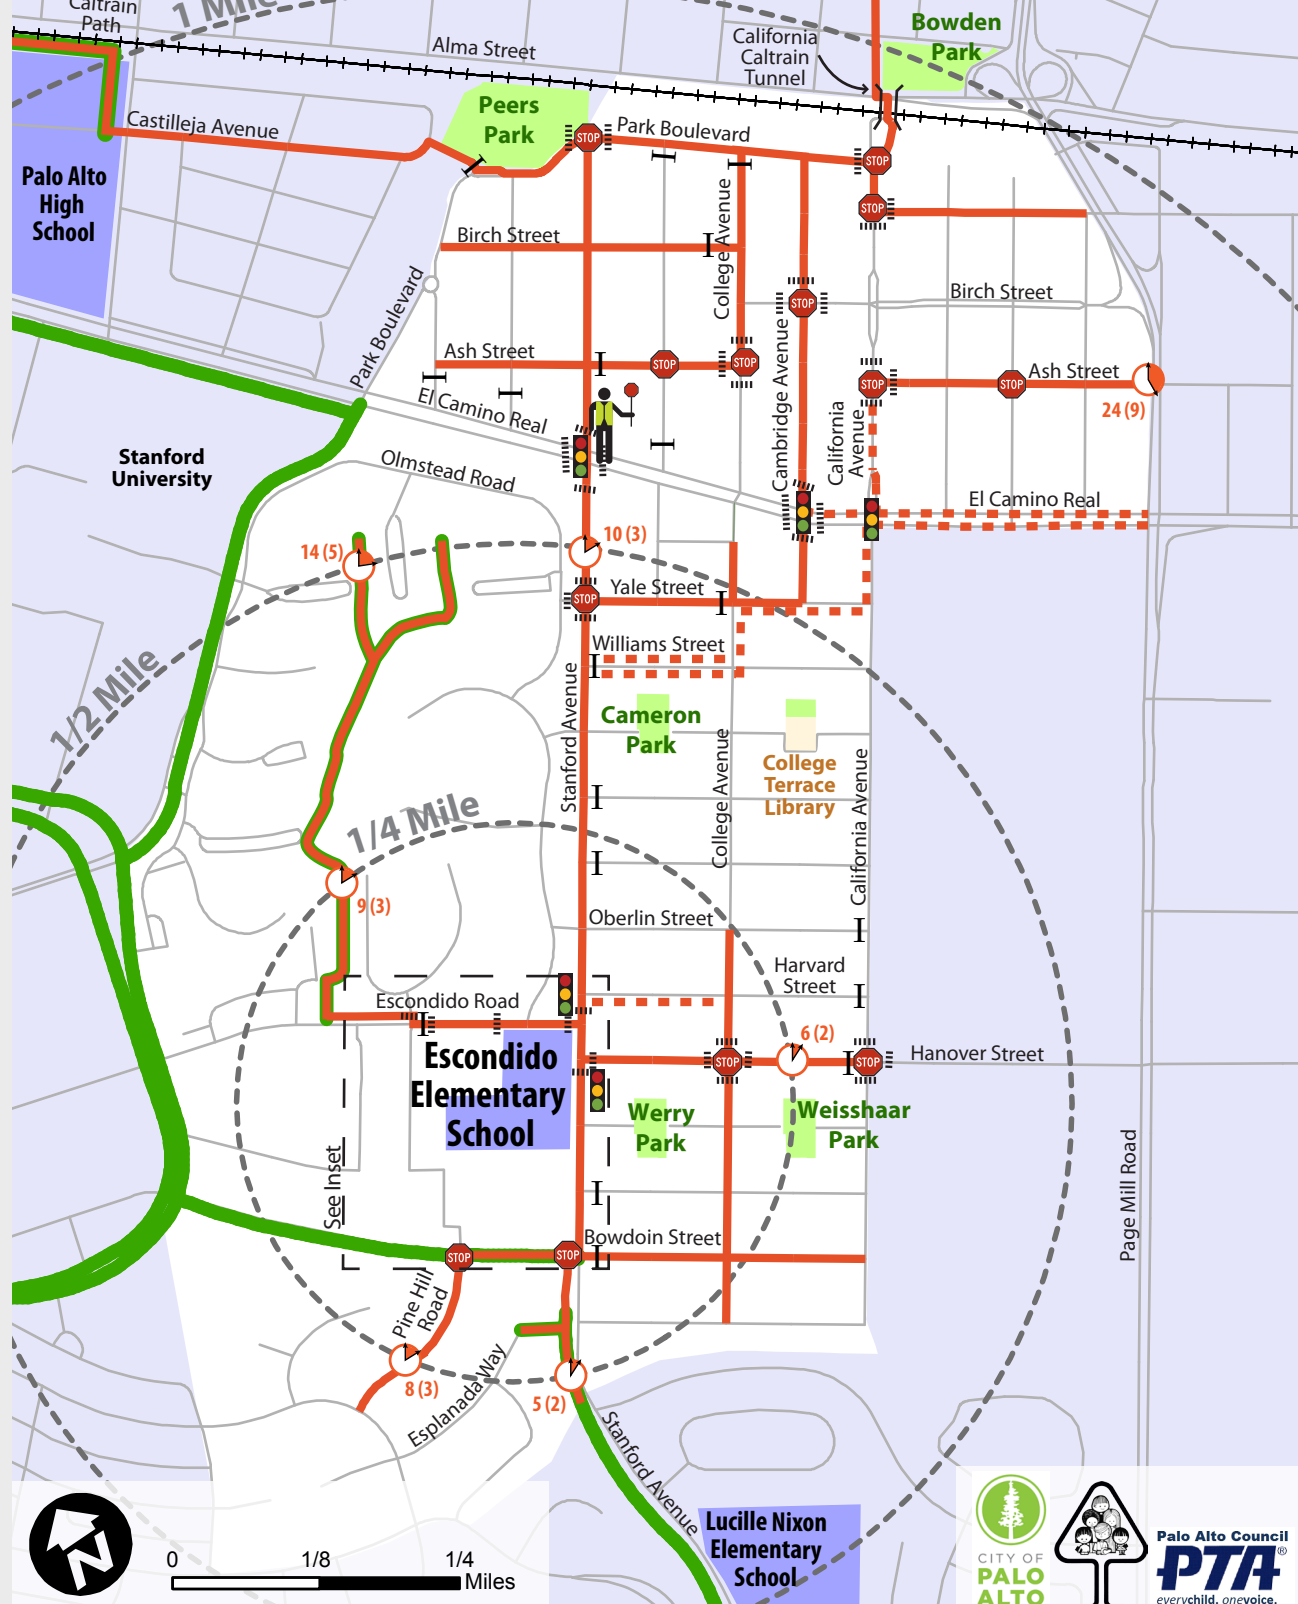 Caltrain
Path
1 Mile
Alma Street
California
Caltrain
Tunnel
Bowden
Park
Peers
Park
Castilleja Avenue
STOP
Park Boulevard
STOP
Palo Alto
High
School
College Avenue
STOP
Birch Street
Park Boulevard
STOP
Birch Street
Ash Street
STOP
STOP
Cambridge Avenue
STOP
STOP
Ash Street
24 (9)
El Camino Real
California
Avenue
Stanford
University
Olmstead Road
El Camino Real
14 (5)
10 (3)
STOP
Yale Street
1/2 Mile
Williams Street
Stanford Avenue
Cameron
Park
College Avenue
College
Terrace
Library
California Avenue
1/4 Mile
9 (3)
Oberlin Street
Harvard
Street
Escondido Road
6 (2)
STOP
STOP
Hanover Street
Escondido
Elementary
School
Werry
Park
Weisshaar
Park
See Inset
Page Mill Road
STOP
STOP
Bowdoin Street
Pine Hill
Road
8 (3)
Esplanada Way
5 (2)
Stanford Avenue
Lucille Nixon
Elementary
School
N
0 1/8 1/4
Miles
CITY OF
PALO
ALTO
Palo Alto Council
PTA®
everychild. onevoice.